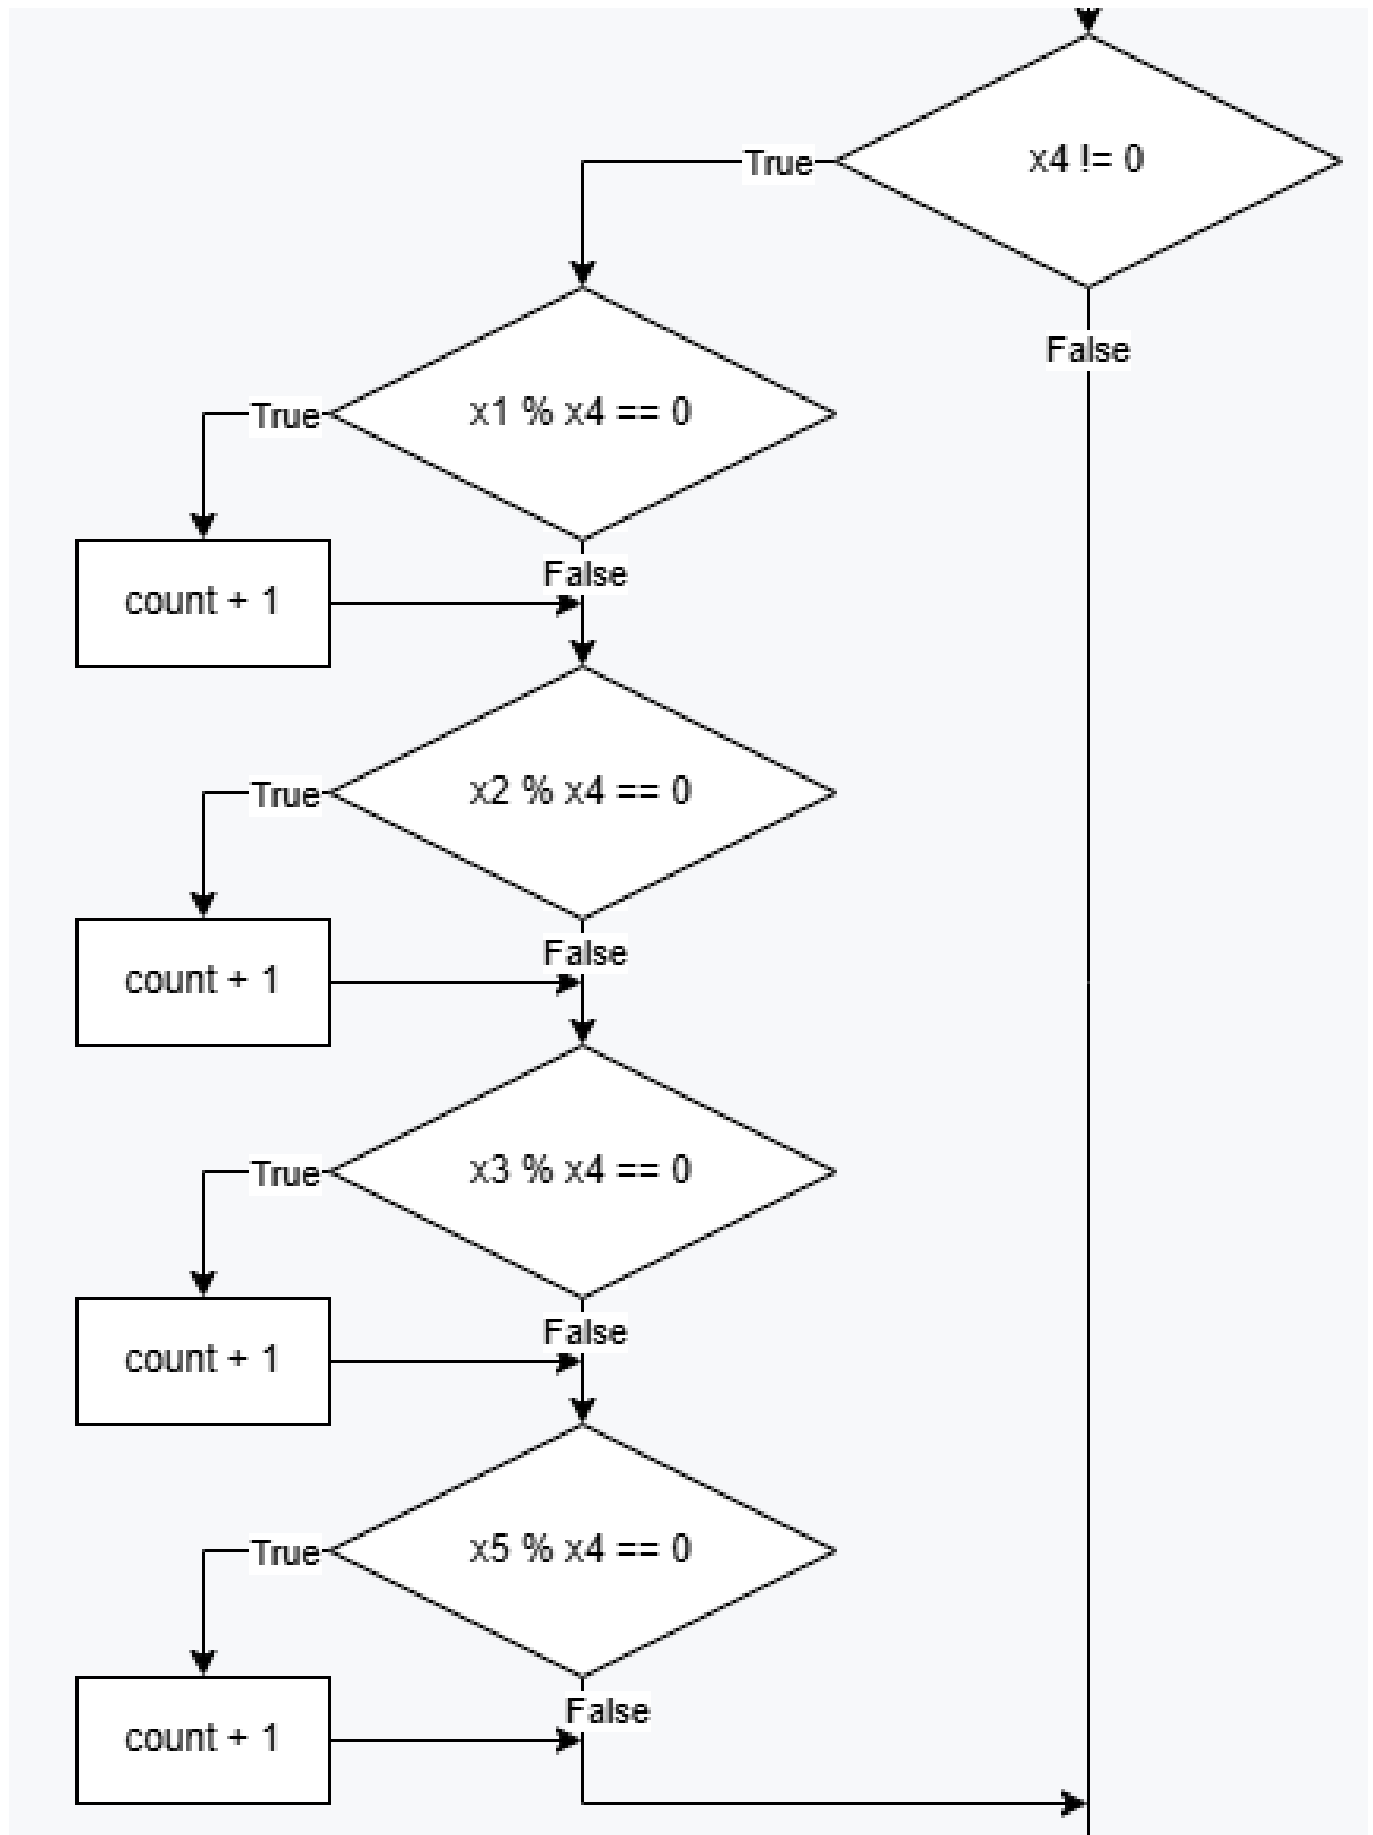 x4 != 0
True
False
x1 % x4 == 0
True
False
count + 1
x2 % x4 == 0
True
False
count + 1
x3 % x4 == 0
True
False
count + 1
x5 % x4 == 0
True
False
count + 1